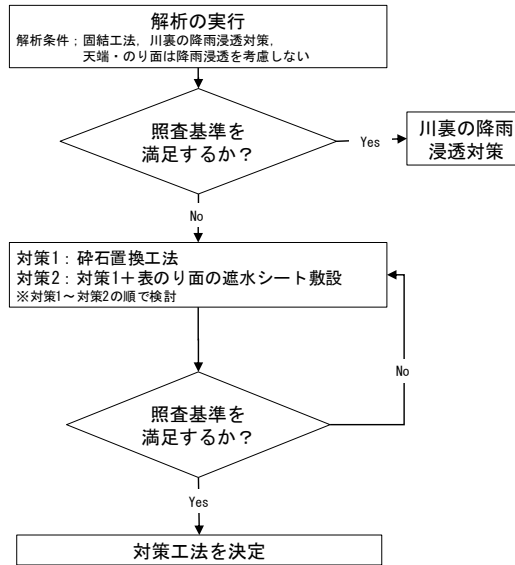 解析の実行
解析条件；固結工法，川裏の降雨浸透対策，
天端・のり面は降雨浸透を考慮しない
照査基準を
満足するか？
Yes
川裏の降雨
浸透対策
No
対策1：砕石置換工法
対策2：対策1＋表のり面の遮水シート敷設
※対策1～対策2の順で検討
No
照査基準を
満足するか？
Yes
対策工法を決定